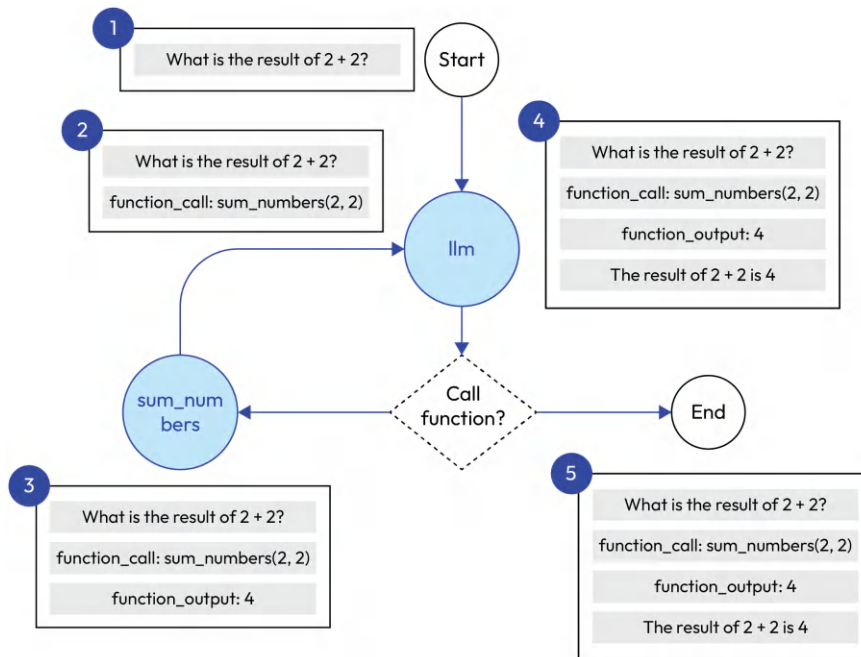 1
What is the result of 2 + 2?
Start
2
What is the result of 2 + 2?
function_call: sum_numbers(2, 2)
4
What is the result of 2 + 2?
function_call: sum_numbers(2, 2)
function_output: 4
The result of 2 + 2 is 4
llm
sum_num
bers
Call
function?
End
3
What is the result of 2 + 2?
function_call: sum_numbers(2, 2)
function_output: 4
5
What is the result of 2 + 2?
function_call: sum_numbers(2, 2)
function_output: 4
The result of 2 + 2 is 4